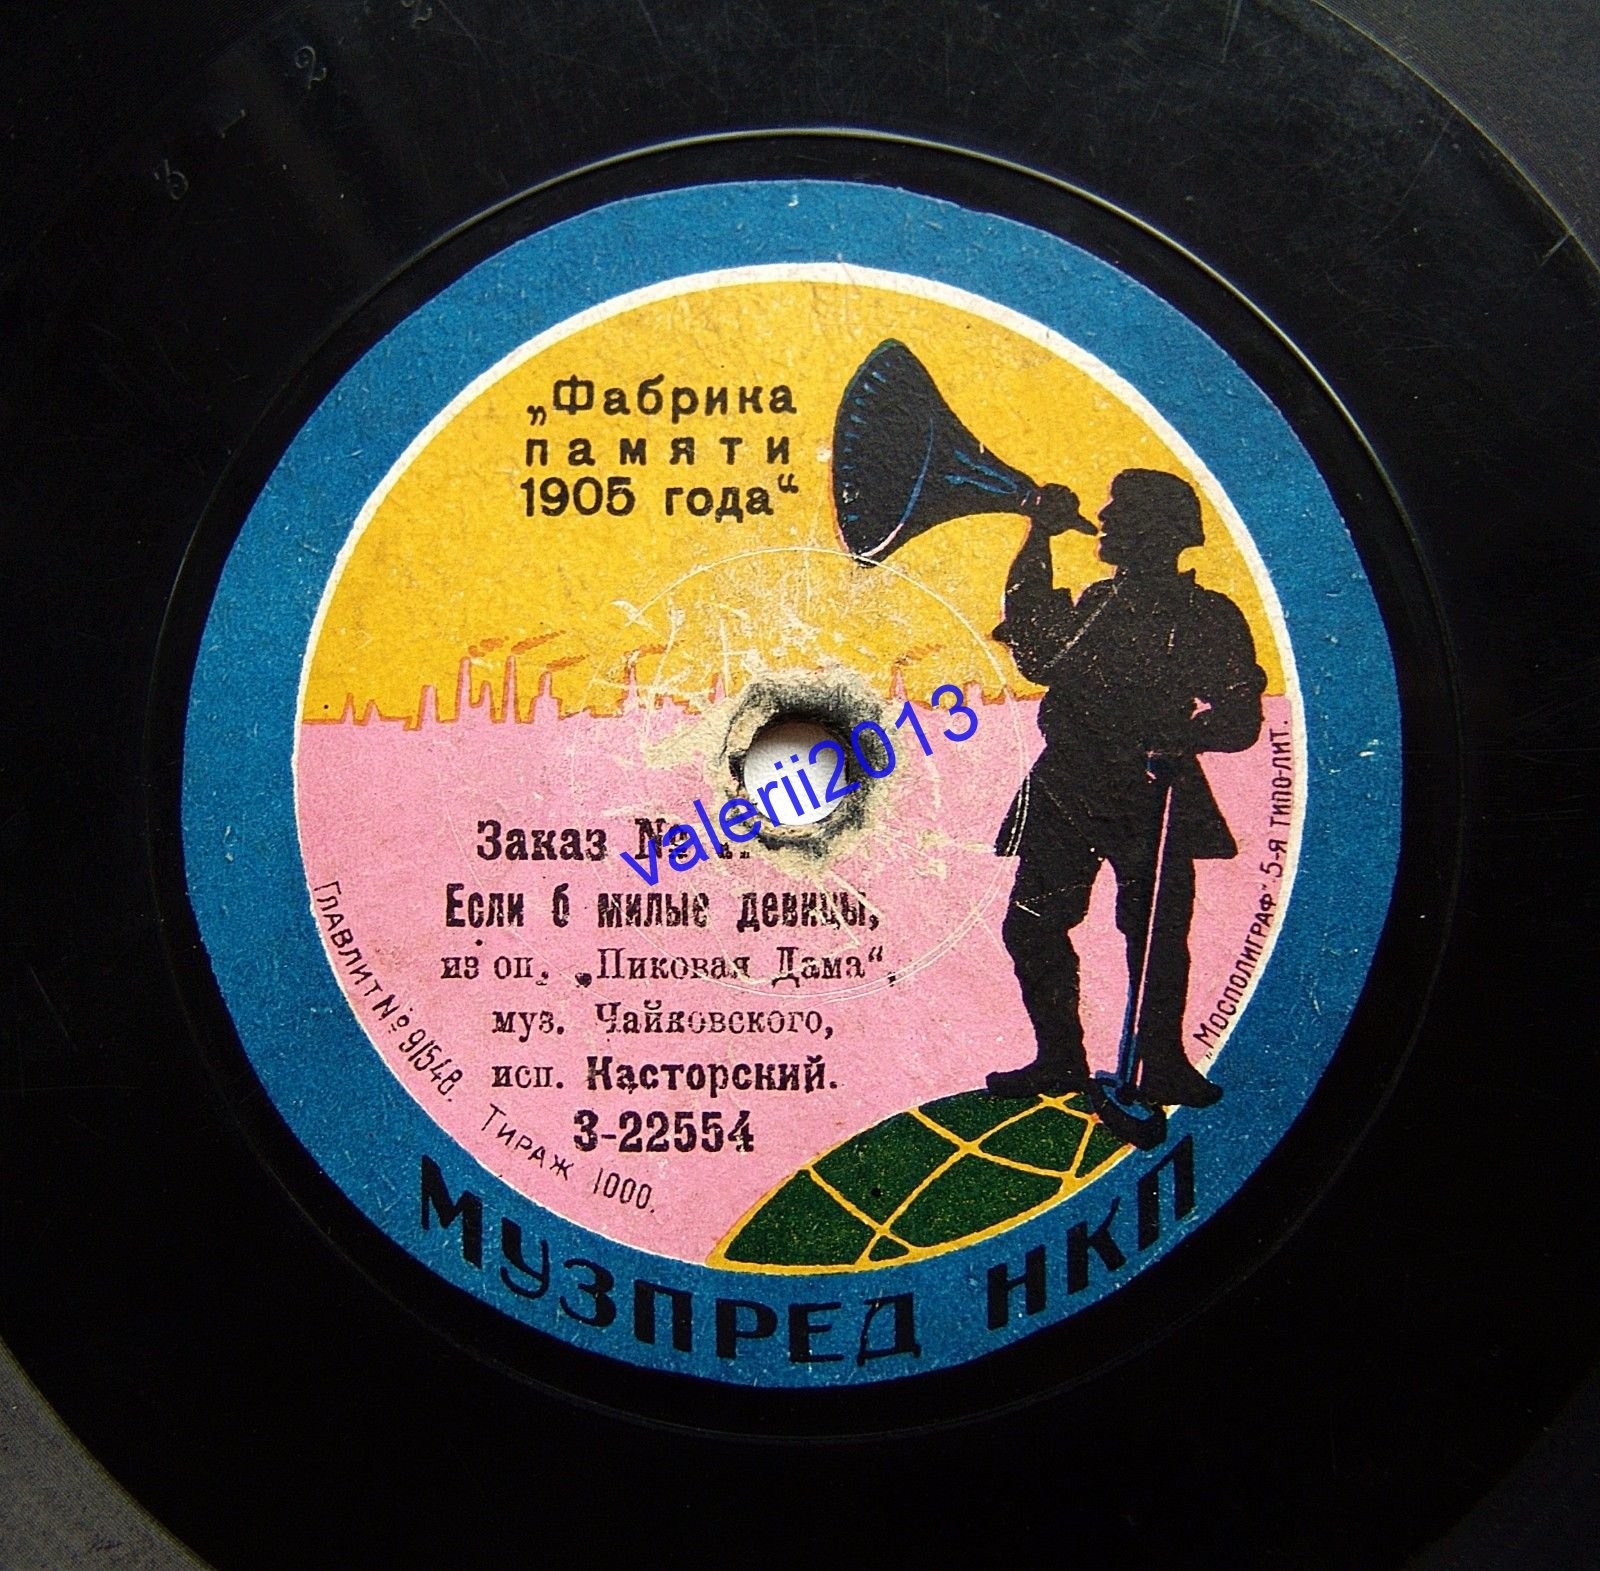 „Фабрика
памяти
1905 года“
Заказ №
Если б милые девицы,
из оп. „Пиковая Дама“,
муз. Чайковского,
исп. Касторский.
3-22554
Главлит № 91548. Тираж 1000.
„Мосполиграф“ 5-я типо-лит.
МУЗПРЕД НКП
valerii2013